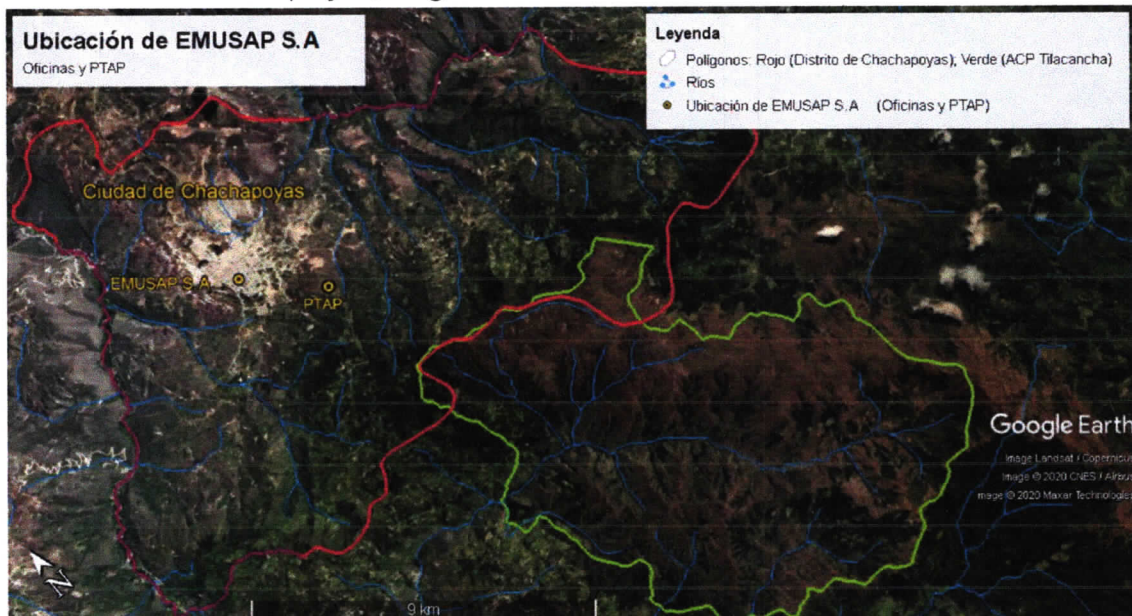 Ubicación de EMUSAP S.A
Oficinas y PTAP
Leyenda
Polígonos: Rojo (Distrito de Chachapoyas); Verde (ACP Tilacancha)
Ríos
Ubicación de EMUSAP S.A (Oficinas y PTAP)
Ciudad de Chachapoyas
EMUSAP S.A
PTAP
Google Earth
Image Landsat / Copernicus
Image © 2020 CNES / Airbus
Image © 2020 Maxar Technologies
N
9 km